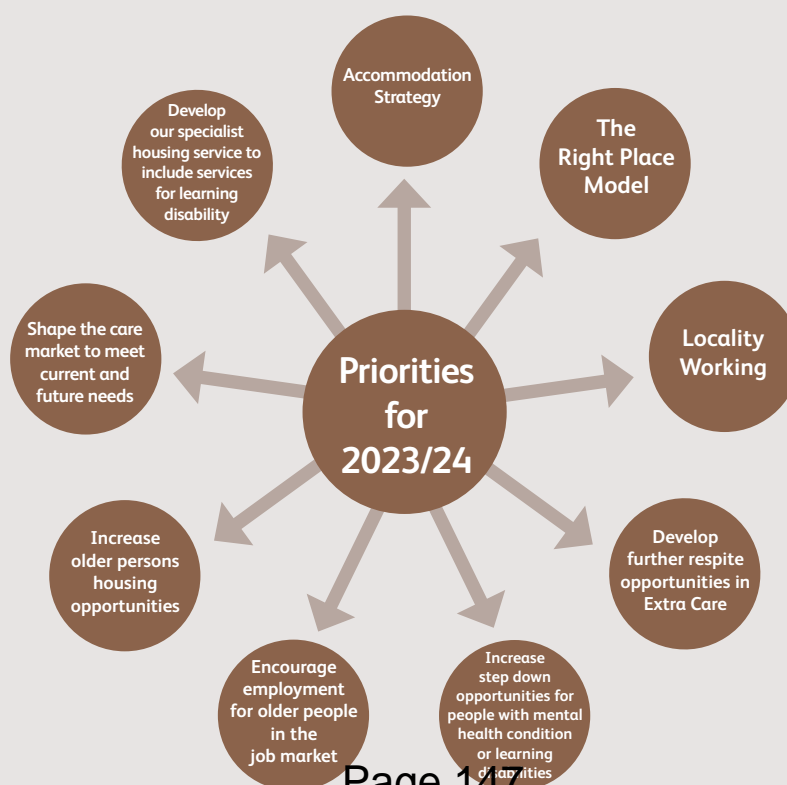 Accommodation
Strategy
The
Right Place
Model
Locality
Working
Develop
further respite
opportunities in
Extra Care
Increase
step down
opportunities for
people with mental
health condition
or learning
disabilities
Encourage
employment
for older people
in the
job market
Increase
older persons
housing
opportunities
Shape the care
market to meet
current and
future needs
Develop
our specialist
housing service to
include services
for learning
disability
Priorities
for
2023/24
Page 147